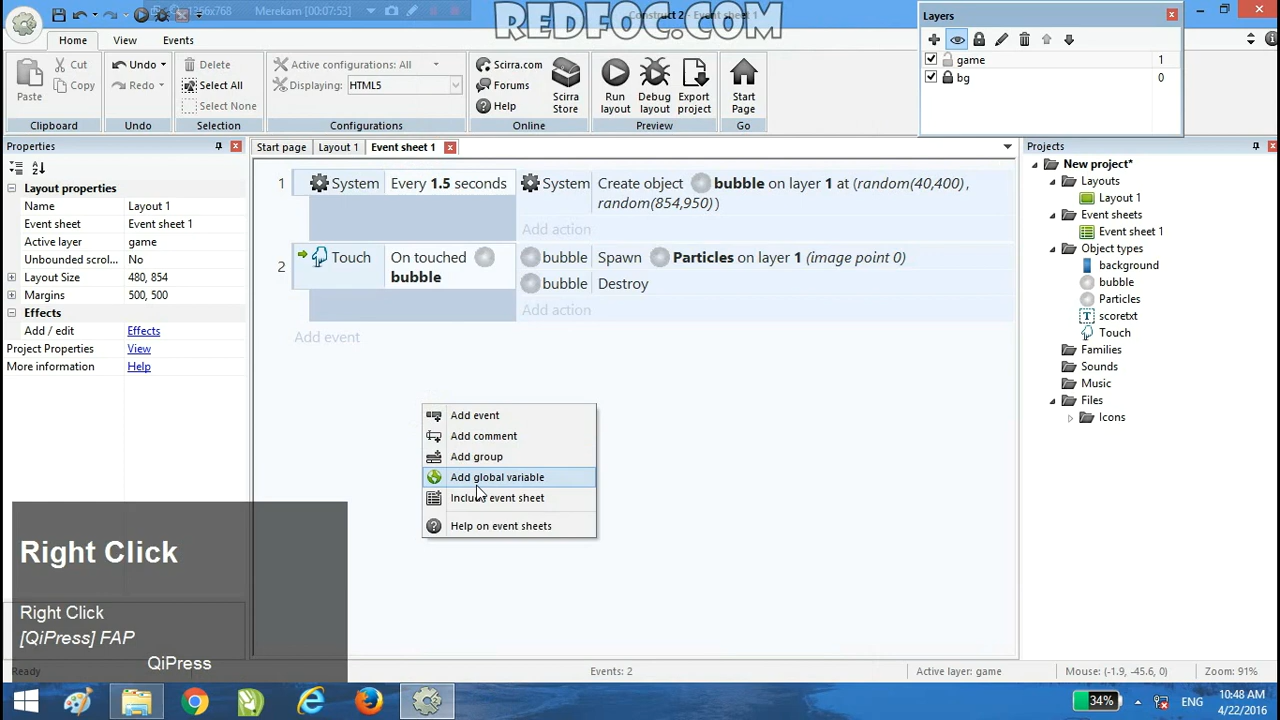 1356x768
Merekam [00:07:53]
REDFOC.COM
Construct 2 - Event sheet 1
Layers
game 1
bg 0
Home View Events
Paste
Cut
Copy
Clipboard
Undo
Redo
Undo
Delete
Select All
Select None
Selection
Active configurations: All
Displaying: HTML5
Configurations
Scirra.com
Forums
Help
Scirra Store
Online
Run layout
Debug layout
Export project
Preview
Start Page
Go
Properties
Layout properties
Name Layout 1
Event sheet Event sheet 1
Active layer game
Unbounded scrol... No
Layout Size 480, 854
Margins 500, 500
Effects
Add / edit Effects
Project Properties View
More information Help
Start page Layout 1 Event sheet 1
1 System Every 1.5 seconds System Create object bubble on layer 1 at (random(40,400),
random(854,950))
Add action
2 Touch On touched bubble bubble Spawn Particles on layer 1 (image point 0)
bubble Destroy
Add action
Add event
Add event
Add comment
Add group
Add global variable
Include event sheet
Help on event sheets
Projects
New project*
Layouts
Layout 1
Event sheets
Event sheet 1
Object types
background
bubble
Particles
scoretxt
Touch
Families
Sounds
Music
Files
Icons
Right Click
Right Click
[QiPress] FAP
QiPress
Ready Events: 2 Active layer: game Mouse: (-1.9, -45.6, 0) Zoom: 91%
34% ENG 10:48 AM
4/22/2016